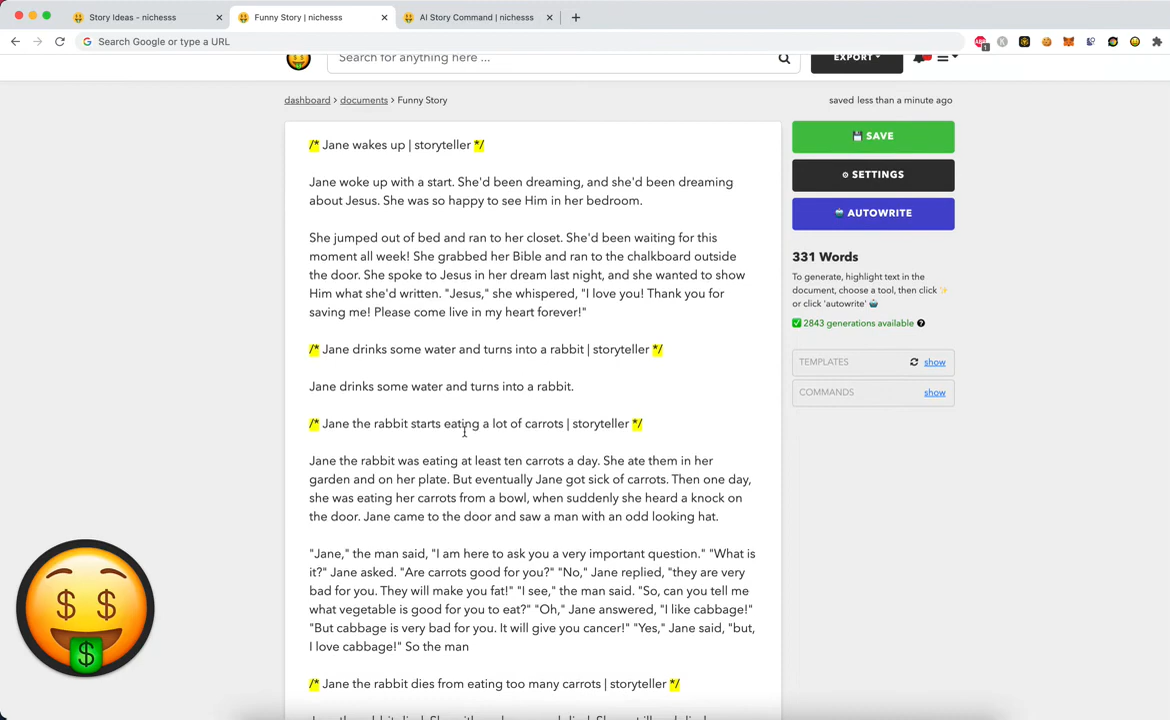 Story Ideas - nichesss
Funny Story | nichesss
AI Story Command | nichesss
Search Google or type a URL
1
Search for anything here ...
EXPORT
dashboard > documents > Funny Story
saved less than a minute ago
/* Jane wakes up | storyteller */
Jane woke up with a start. She'd been dreaming, and she'd been dreaming
about Jesus. She was so happy to see Him in her bedroom.
She jumped out of bed and ran to her closet. She'd been waiting for this
moment all week! She grabbed her Bible and ran to the chalkboard outside
the door. She spoke to Jesus in her dream last night, and she wanted to show
Him what she'd written. "Jesus," she whispered, "I love you! Thank you for
saving me! Please come live in my heart forever!"
/* Jane drinks some water and turns into a rabbit | storyteller */
Jane drinks some water and turns into a rabbit.
/* Jane the rabbit starts eating a lot of carrots | storyteller */
Jane the rabbit was eating at least ten carrots a day. She ate them in her
garden and on her plate. But eventually Jane got sick of carrots. Then one day,
she was eating her carrots from a bowl, when suddenly she heard a knock on
the door. Jane came to the door and saw a man with an odd looking hat.
"Jane," the man said, "I am here to ask you a very important question." "What is
it?" Jane asked. "Are carrots good for you?" "No," Jane replied, "they are very
bad for you. They will make you fat!" "I see," the man said. "So, can you tell me
what vegetable is good for you to eat?" "Oh," Jane answered, "I like cabbage!"
"But cabbage is very bad for you. It will give you cancer!" "Yes," Jane said, "but,
I love cabbage!" So the man
/* Jane the rabbit dies from eating too many carrots | storyteller */
SAVE
SETTINGS
AUTOWRITE
331 Words
To generate, highlight text in the
document, choose a tool, then click ✨
or click 'autowrite'
2843 generations available
TEMPLATES show
COMMANDS show
$ $
$